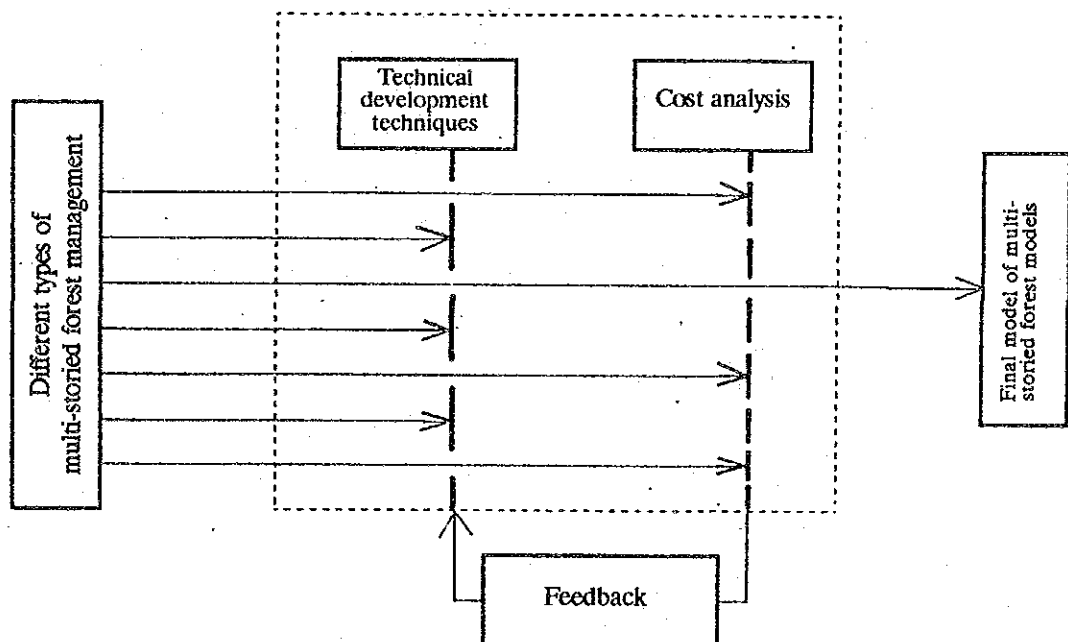 Different types of
multi-storied forest management
Technical
development
techniques
Cost analysis
Final model of multi-
storied forest models
Feedback